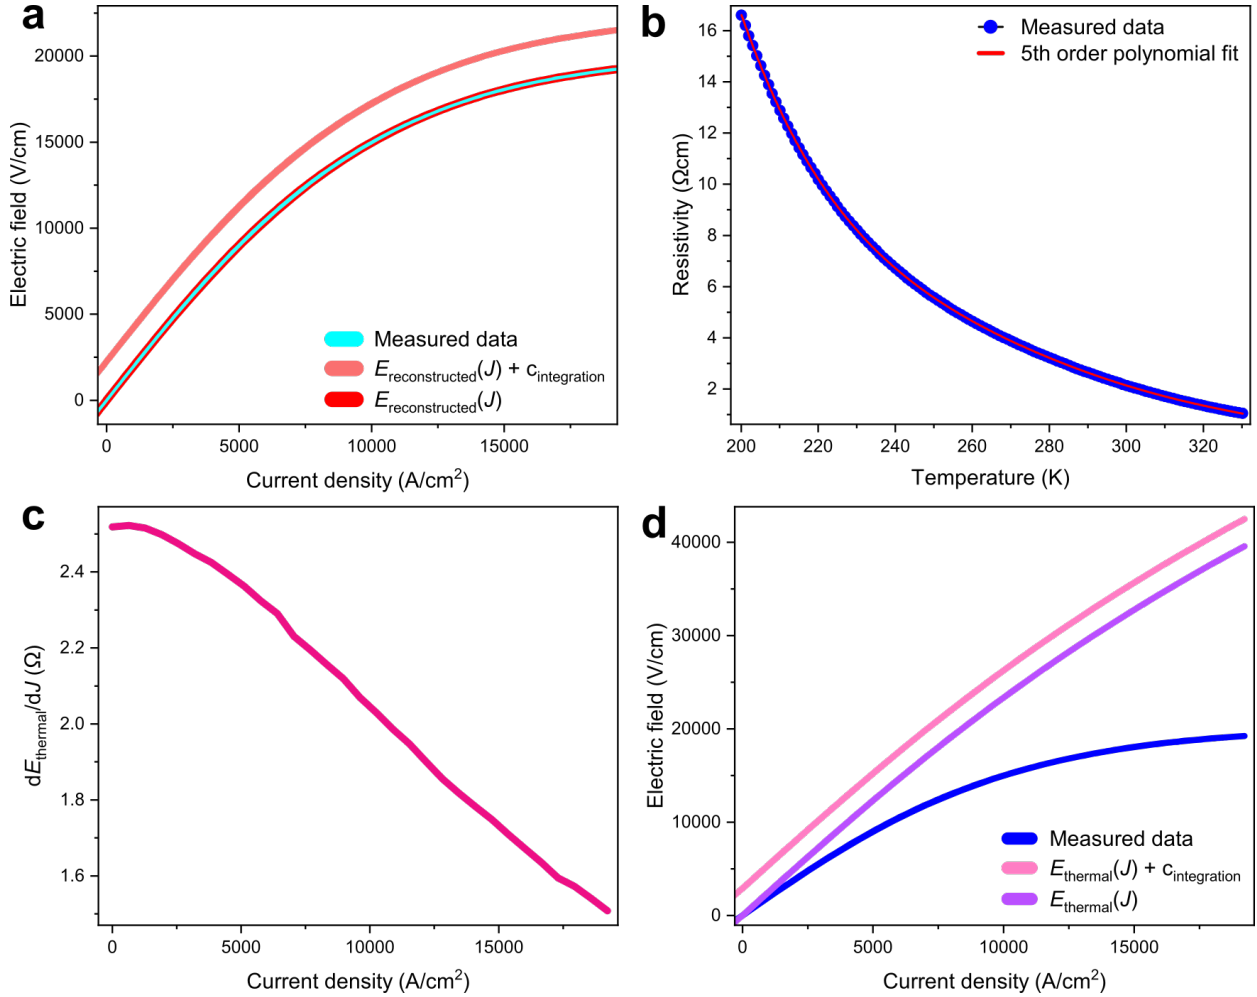 a
20000
15000
10000
5000
0
Electric field (V/cm)
Measured data
E_reconstructed(J) + c_integration
E_reconstructed(J)
0
5000
10000
15000
Current density (A/cm²)
b
16
14
12
10
8
6
4
2
Resistivity (Ωcm)
Measured data
5th order polynomial fit
200
220
240
260
280
300
320
Temperature (K)
c
2.4
2.2
2.0
1.8
1.6
dE_thermal/dJ (Ω)
0
5000
10000
15000
Current density (A/cm²)
d
40000
30000
20000
10000
0
Electric field (V/cm)
Measured data
E_thermal(J) + c_integration
E_thermal(J)
0
5000
10000
15000
Current density (A/cm²)